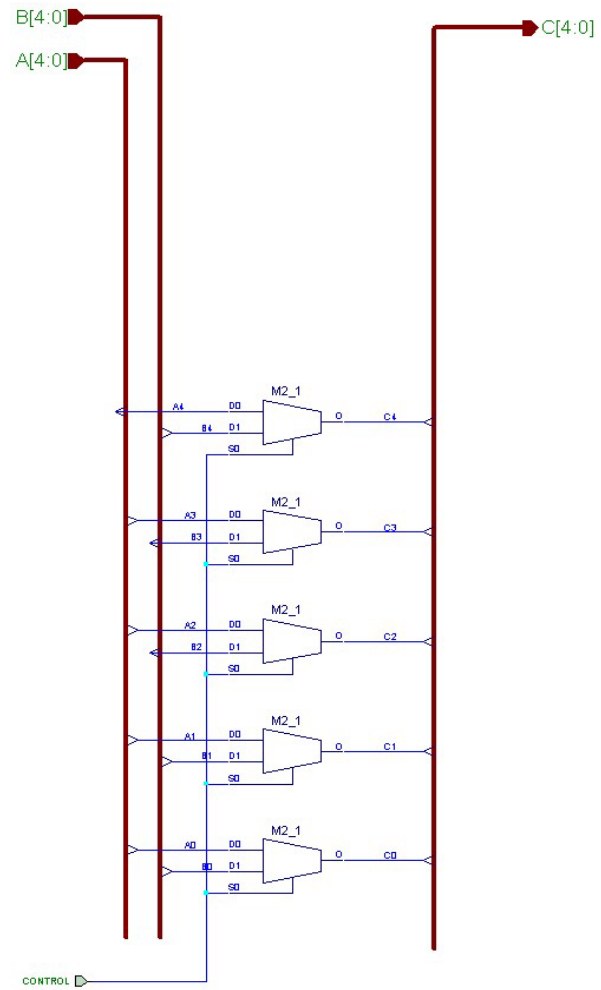 B[4:0]
C[4:0]
A[4:0]
M2_1
A4 D0
O C4
B4 D1
S0
M2_1
A3 D0
O C3
B3 D1
S0
M2_1
A2 D0
O C2
B2 D1
S0
M2_1
A1 D0
O C1
B1 D1
S0
M2_1
A0 D0
O C0
B0 D1
S0
CONTROL